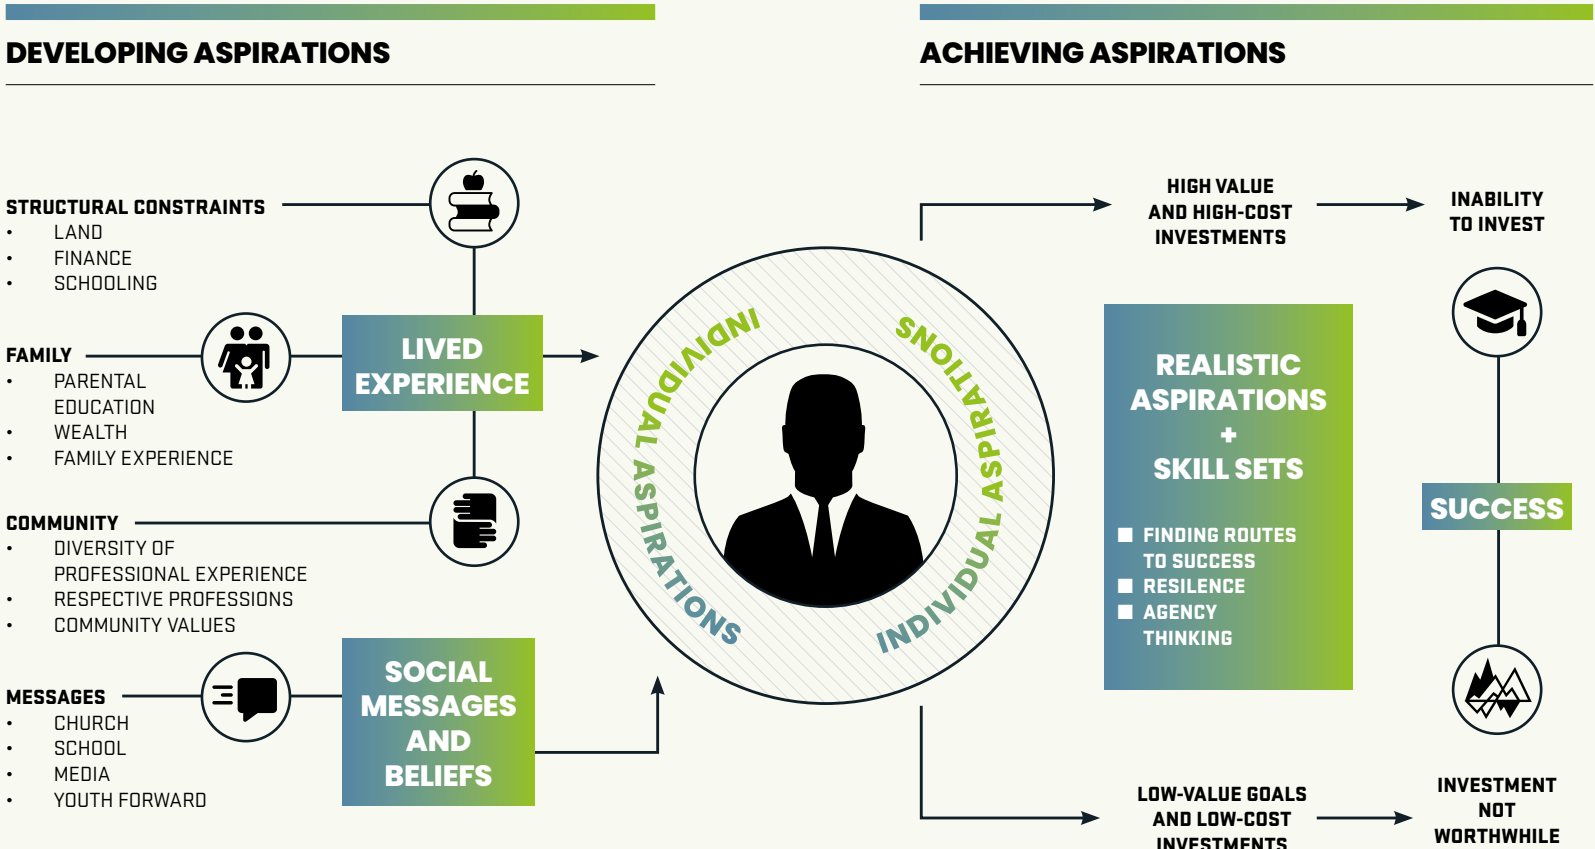 DEVELOPING ASPIRATIONS
STRUCTURAL CONSTRAINTS
• LAND
• FINANCE
• SCHOOLING
FAMILY
• PARENTAL
EDUCATION
• WEALTH
• FAMILY EXPERIENCE
COMMUNITY
• DIVERSITY OF
PROFESSIONAL EXPERIENCE
• RESPECTIVE PROFESSIONS
• COMMUNITY VALUES
MESSAGES
• CHURCH
• SCHOOL
• MEDIA
• YOUTH FORWARD
LIVED
EXPERIENCE
SOCIAL
MESSAGES
AND
BELIEFS
INDIVIDUAL ASPIRATIONS
INDIVIDUAL ASPIRATIONS
ACHIEVING ASPIRATIONS
HIGH VALUE
AND HIGH-COST
INVESTMENTS
INABILITY
TO INVEST
REALISTIC
ASPIRATIONS
+
SKILL SETS
■ FINDING ROUTES
TO SUCCESS
■ RESILENCE
■ AGENCY
THINKING
SUCCESS
LOW-VALUE GOALS
AND LOW-COST
INVESTMENTS
INVESTMENT
NOT
WORTHWHILE